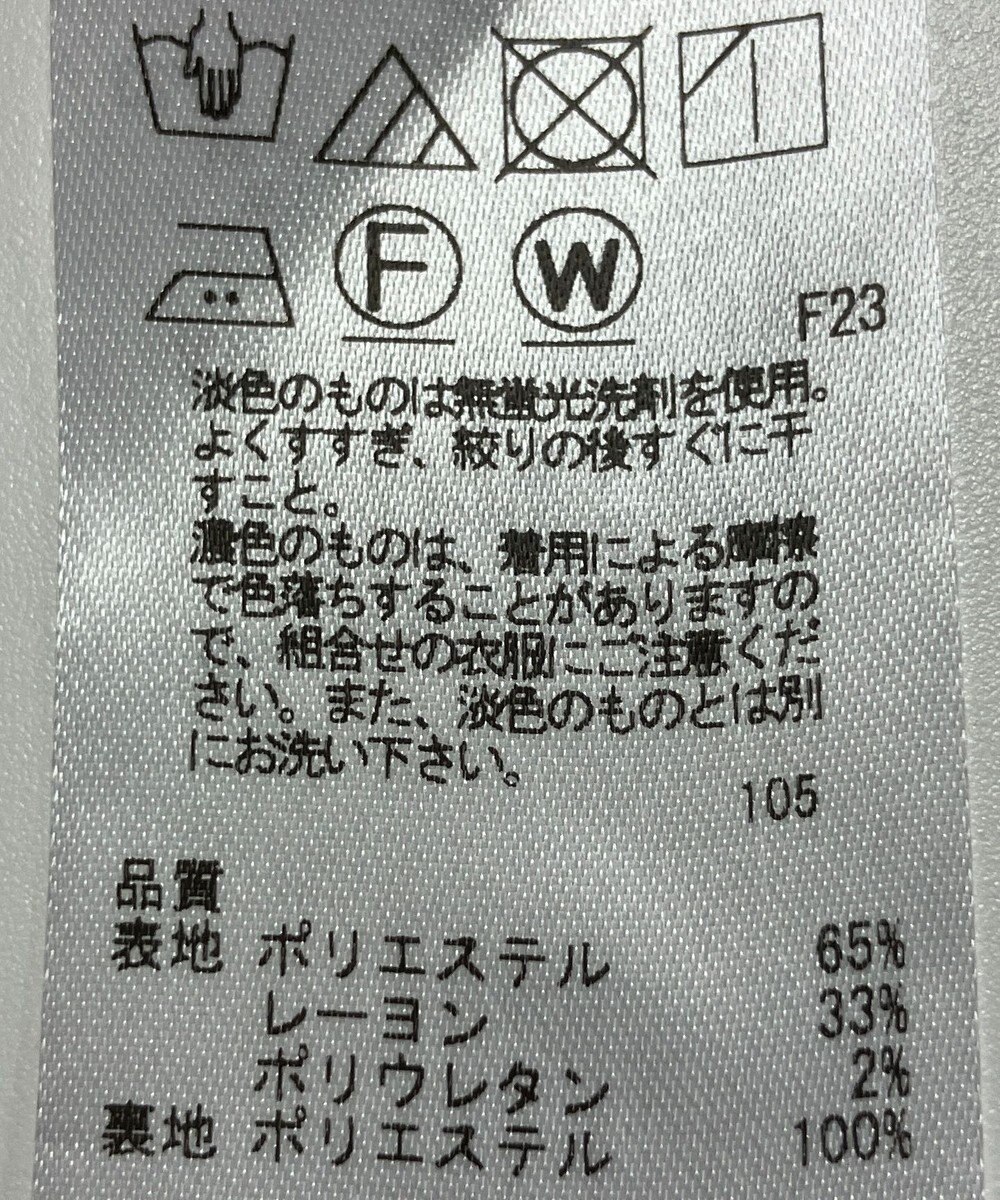 F W
F23
淡色のものは無蛍光洗剤を使用。
よくすすぎ、絞りの後すぐに干
すこと。
濃色のものは、着用による摩擦
で色落ちすることがありますの
で、組合せの衣服にご注意くだ
さい。また、淡色のものとは別
にお洗い下さい。
105
品質
表地 ポリエステル 65%
レーヨン 33%
ポリウレタン 2%
裏地 ポリエステル 100%